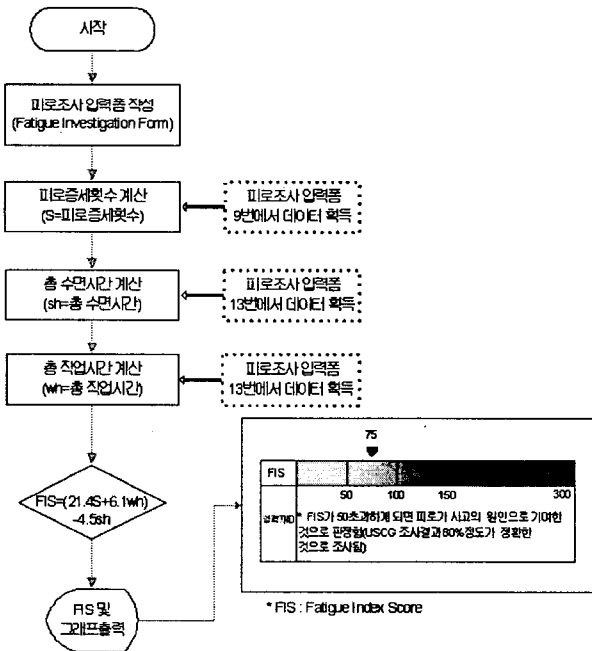 시작
피로조사 입력폼 작성
(Fatigue Investigation Form)
피로증세횟수 계산
(S=피로증세횟수)
피로조사 입력폼
9번에서 데이터 획득
총 수면시간 계산
(sh=총 수면시간)
피로조사 입력폼
13번에서 데이터 획득
총 작업시간 계산
(wh=총 작업시간)
피로조사 입력폼
13번에서 데이터 획득
FIS=(21.4S+6.1wh)
-4.5sh
75
FIS
50 100 150 300
* FIS가 50초과하게 되면 피로가 사고의 원인으로 기여한
것으로 판정함(USCG 조사결과 80%정도가 정확한
것으로 조사됨)
FIS 및
그래프출력
* FIS : Fatigue Index Score